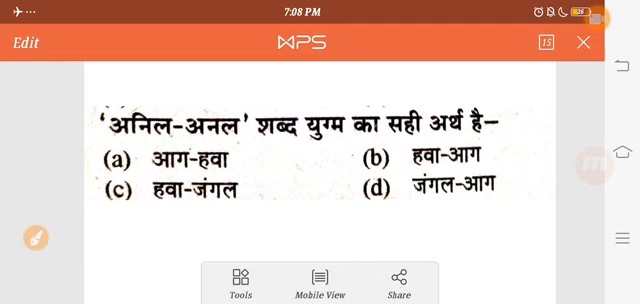 7:08 PM
26
Edit
WPS
15
'अनिल-अनल' शब्द युग्म का सही अर्थ है-
(a) आग-हवा (b) हवा-आग
(c) हवा-जंगल (d) जंगल-आग
Tools
Mobile View
Share